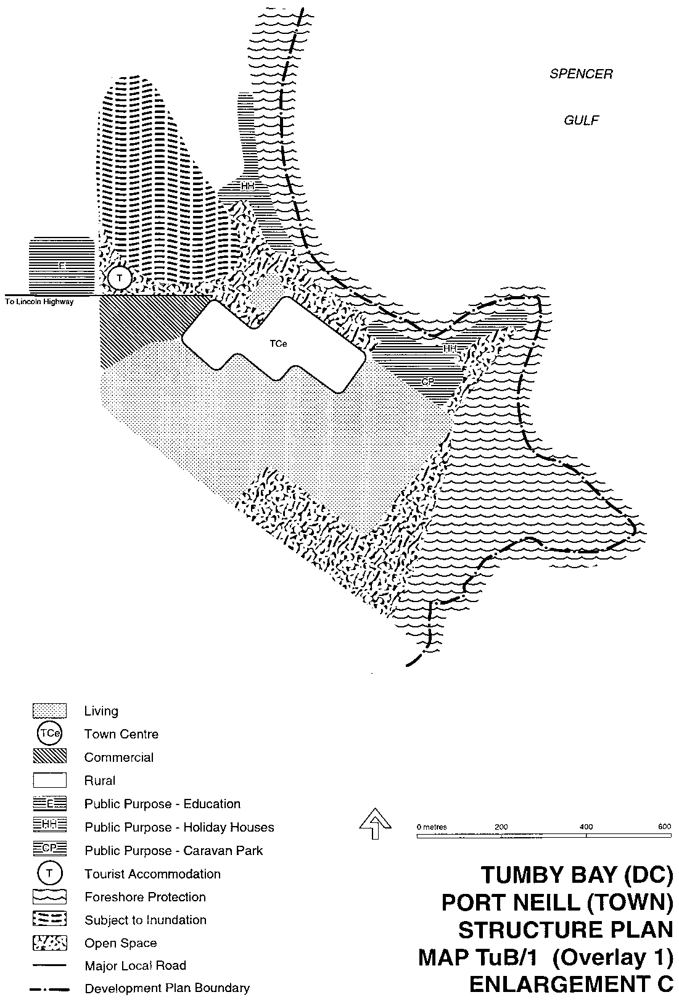 SPENCER
GULF
HH
E
T
To Lincoln Highway
TCe
HH
CP
Living
TCe Town Centre
Commercial
Rural
E Public Purpose - Education
HH Public Purpose - Holiday Houses
CP Public Purpose - Caravan Park
T Tourist Accommodation
Foreshore Protection
Subject to Inundation
Open Space
Major Local Road
Development Plan Boundary
0 metres 200 400 600
TUMBY BAY (DC)
PORT NEILL (TOWN)
STRUCTURE PLAN
MAP TuB/1 (Overlay 1)
ENLARGEMENT C